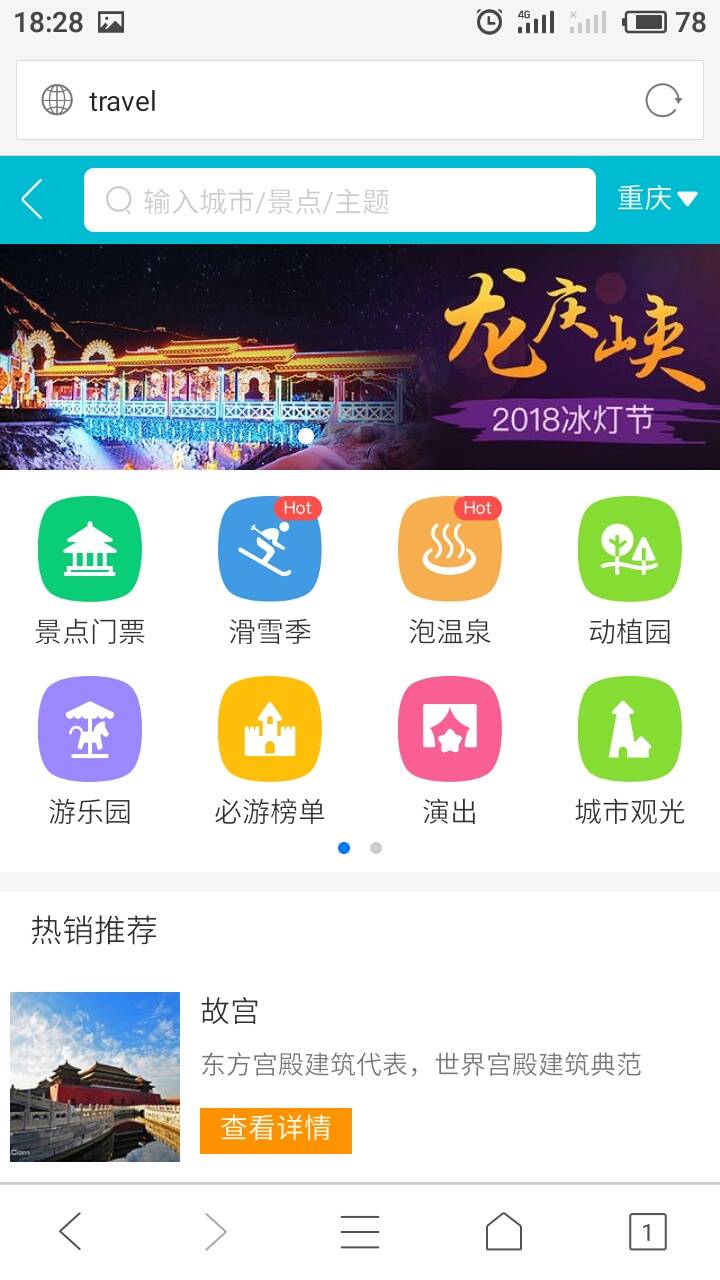 18:28
4G
78
travel
输入城市/景点/主题
重庆
龙庆峡
2018冰灯节
Hot
Hot
景点门票
滑雪季
泡温泉
动植园
游乐园
必游榜单
演出
城市观光
热销推荐
故宫
东方宫殿建筑代表，世界宫殿建筑典范
查看详情
.Com
1